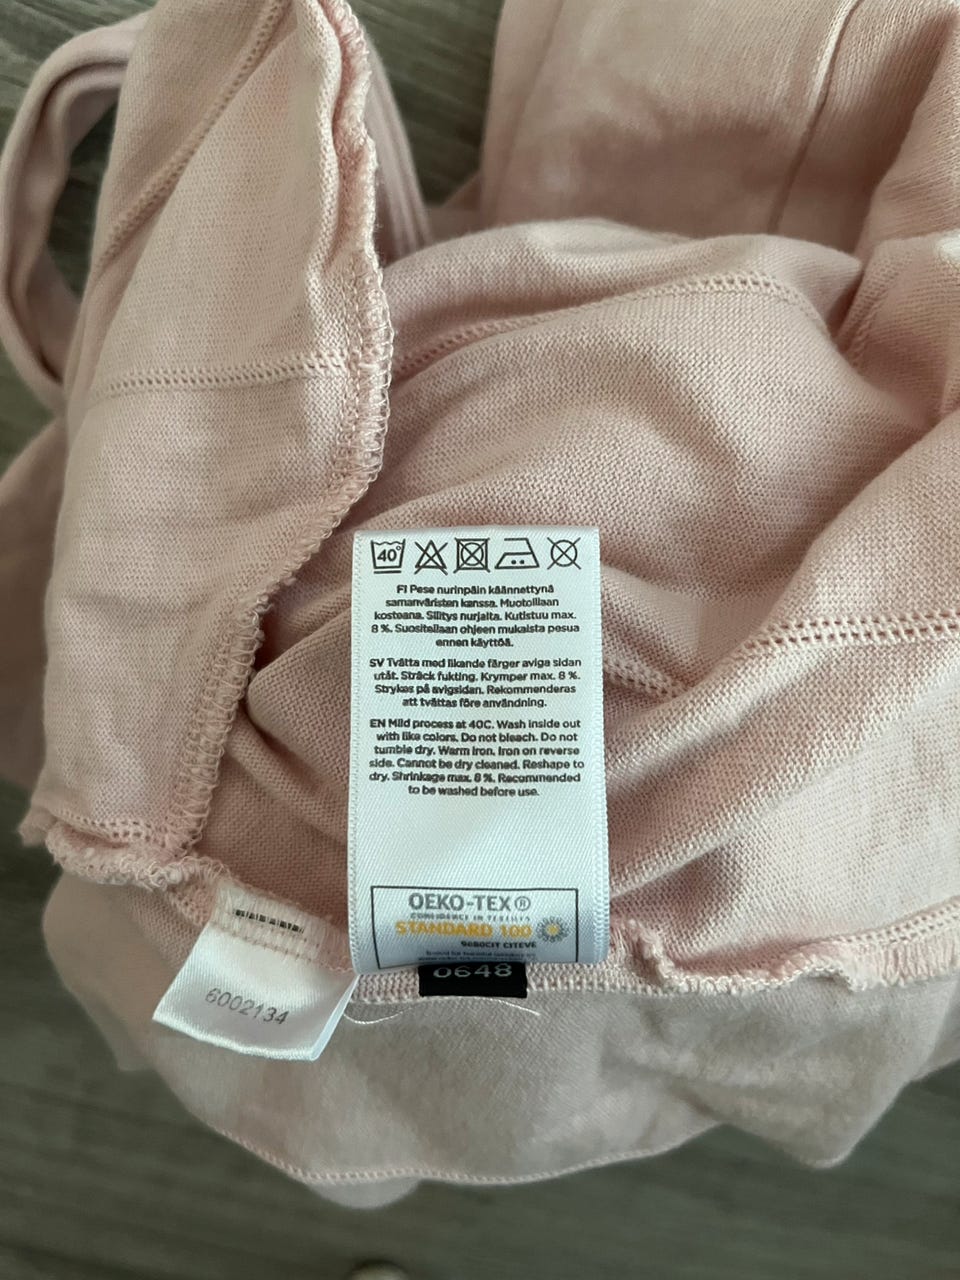 40°
FI Pese nurinpäin käännettynä
samanväristen kanssa. Muotoillaan
kosteana. Silitys nurjalta. Kutistuu max.
8 %. Suositellaan ohjeen mukaista pesua
ennen käyttöä.
SV Tvätta med likande färger aviga sidan
utåt. Sträck fukting. Krymper max. 8 %.
Strykes på avigsidan. Rekommenderas
att tvättas före användning.
EN Mild process at 40C. Wash inside out
with like colors. Do not bleach. Do not
tumble dry. Warm iron. Iron on reverse
side. Cannot be dry cleaned. Reshape to
dry. Shrinkage max. 8 %. Recommended
to be washed before use.
OEKO-TEX®
CONFIDENCE IN TEXTILES
STANDARD 100
CITEVE
0648
6002134